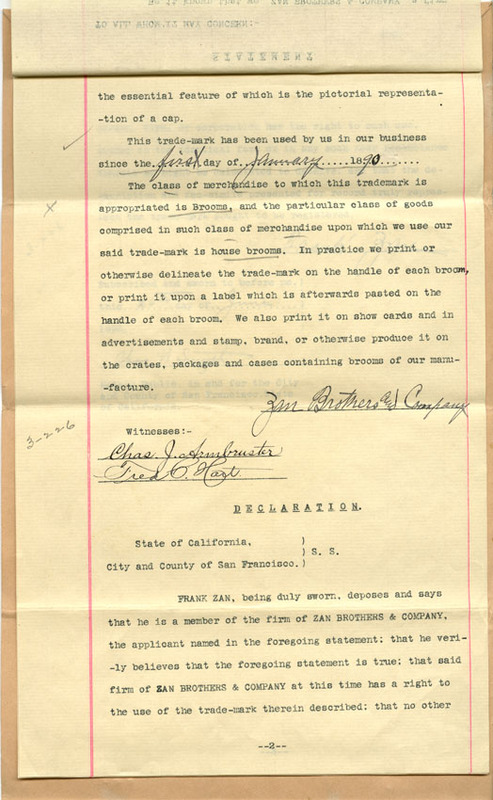 TO ALL WHOM IT MAY CONCERN:-
STATEMENT
the essential feature of which is the pictorial representa-
-tion of a cap.
This trade-mark has been used by us in our business
since the first day of January.....1890......
The class of merchandise to which this trademark is
appropriated is Brooms, and the particular class of goods
comprised in such class of merchandise upon which we use our
said trade-mark is house brooms. In practice we print or
otherwise delineate the trade-mark on the handle of each broom,
or print it upon a label which is afterwards pasted on the
handle of each broom. We also print it on show cards and in
advertisements and stamp, brand, or otherwise produce it on
the crates, packages and cases containing brooms of our manu-
-facture.
Zan Brothers and Company
3-2-26
Witnesses:-
Chas. J. Armbruster
Fred C. Hart
DECLARATION.
State of California, )
) S. S.
City and County of San Francisco.)
FRANK ZAN, being duly sworn, deposes and says
that he is a member of the firm of ZAN BROTHERS & COMPANY,
the applicant named in the foregoing statement: that he veri-
-ly believes that the foregoing statement is true: that said
firm of ZAN BROTHERS & COMPANY at this time has a right to
the use of the trade-mark therein described: that no other
--2--